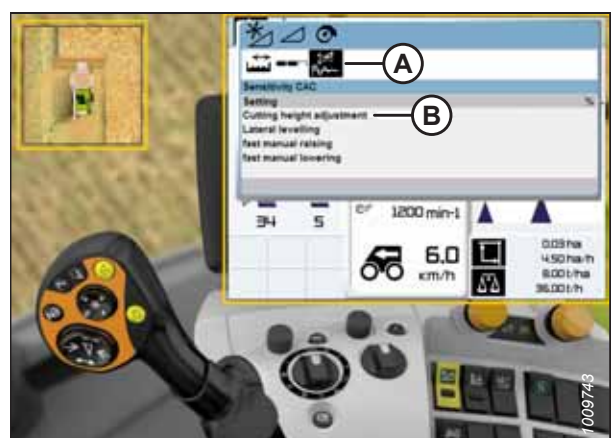 A
Sensitivity CAC
Setting %
Cutting height adjustment
B
Lateral levelling
fast manual raising
fast manual lowering
34 5
1200 min-1
6.0
km/h
0.03 ha
4.50 ha/h
8.00 t/ha
36.00 t/h
1009743